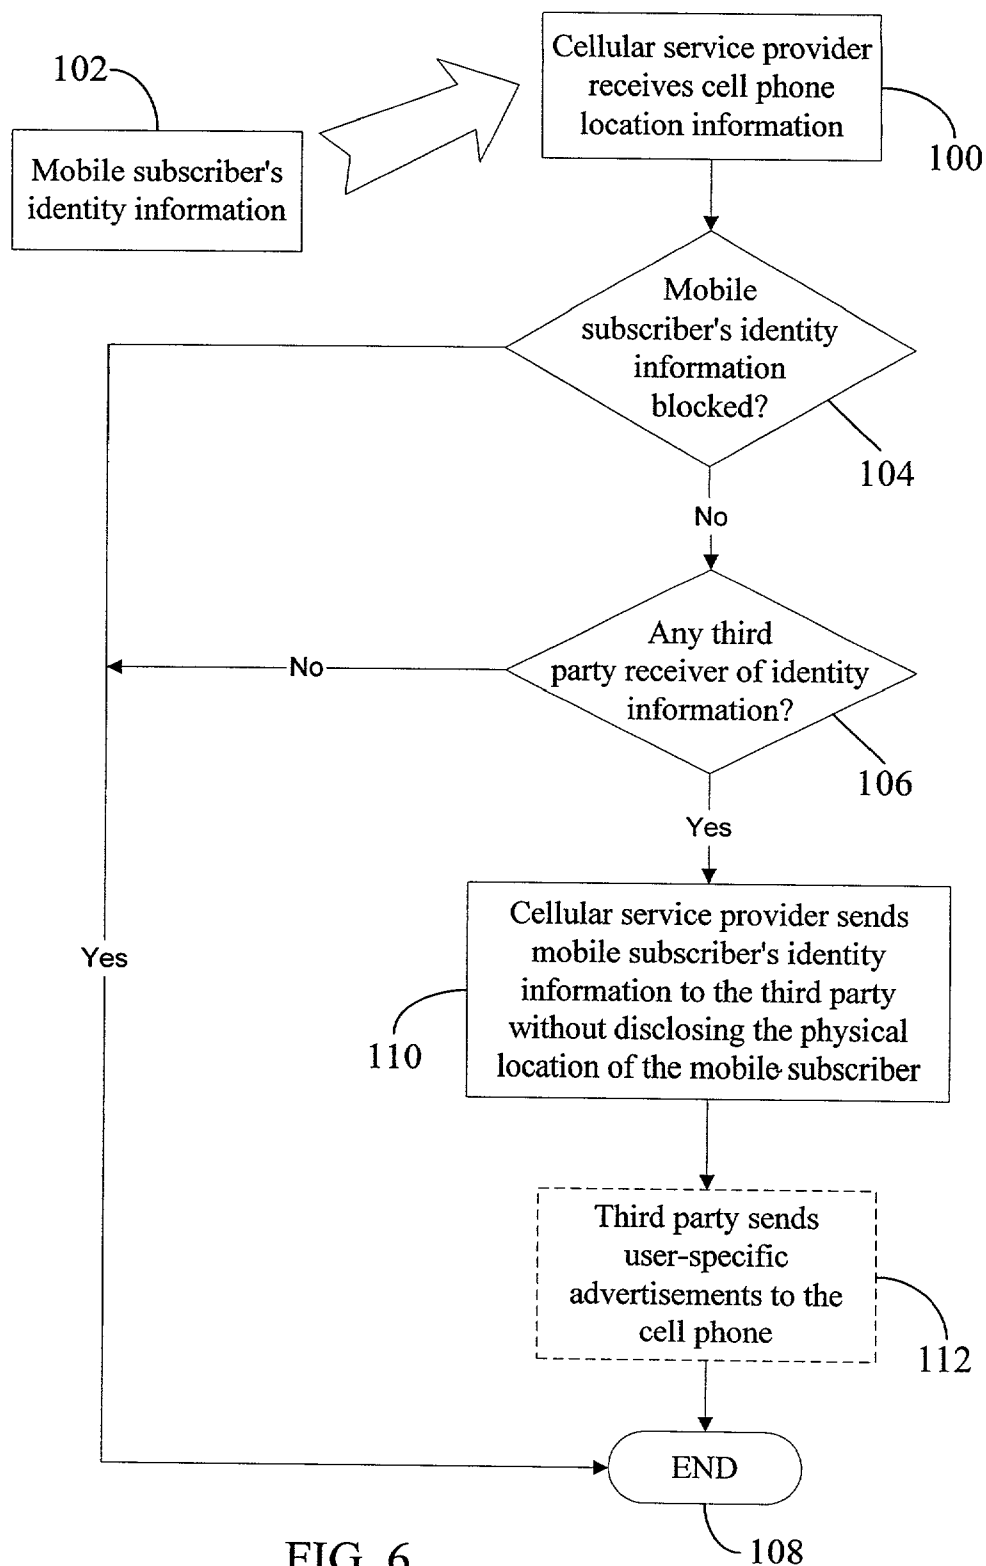 102
Mobile subscriber's
identity information
Cellular service provider
receives cell phone
location information
100
Mobile
subscriber's identity
information
blocked?
104
No
Any third
party receiver of identity
information?
106
No
Yes
Yes
Cellular service provider sends
mobile subscriber's identity
information to the third party
without disclosing the physical
location of the mobile subscriber
110
Third party sends
user-specific
advertisements to the
cell phone
112
END
108
FIG. 6